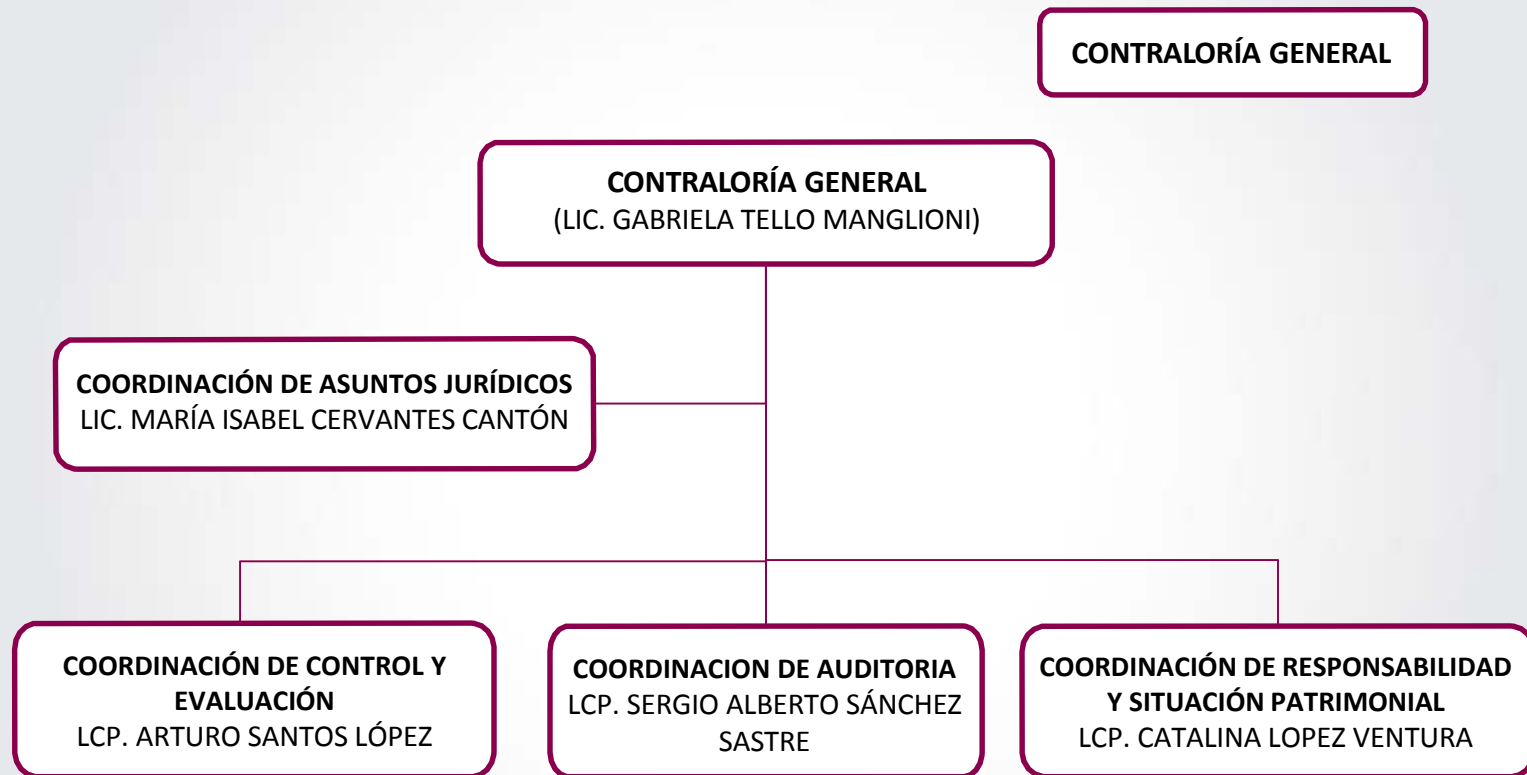 CONTRALORÍA GENERAL
CONTRALORÍA GENERAL
(LIC. GABRIELA TELLO MANGLIONI)
COORDINACIÓN DE ASUNTOS JURÍDICOS
LIC. MARÍA ISABEL CERVANTES CANTÓN
COORDINACIÓN DE CONTROL Y
EVALUACIÓN
LCP. ARTURO SANTOS LÓPEZ
COORDINACION DE AUDITORIA
LCP. SERGIO ALBERTO SÁNCHEZ
SASTRE
COORDINACIÓN DE RESPONSABILIDAD
Y SITUACIÓN PATRIMONIAL
LCP. CATALINA LOPEZ VENTURA